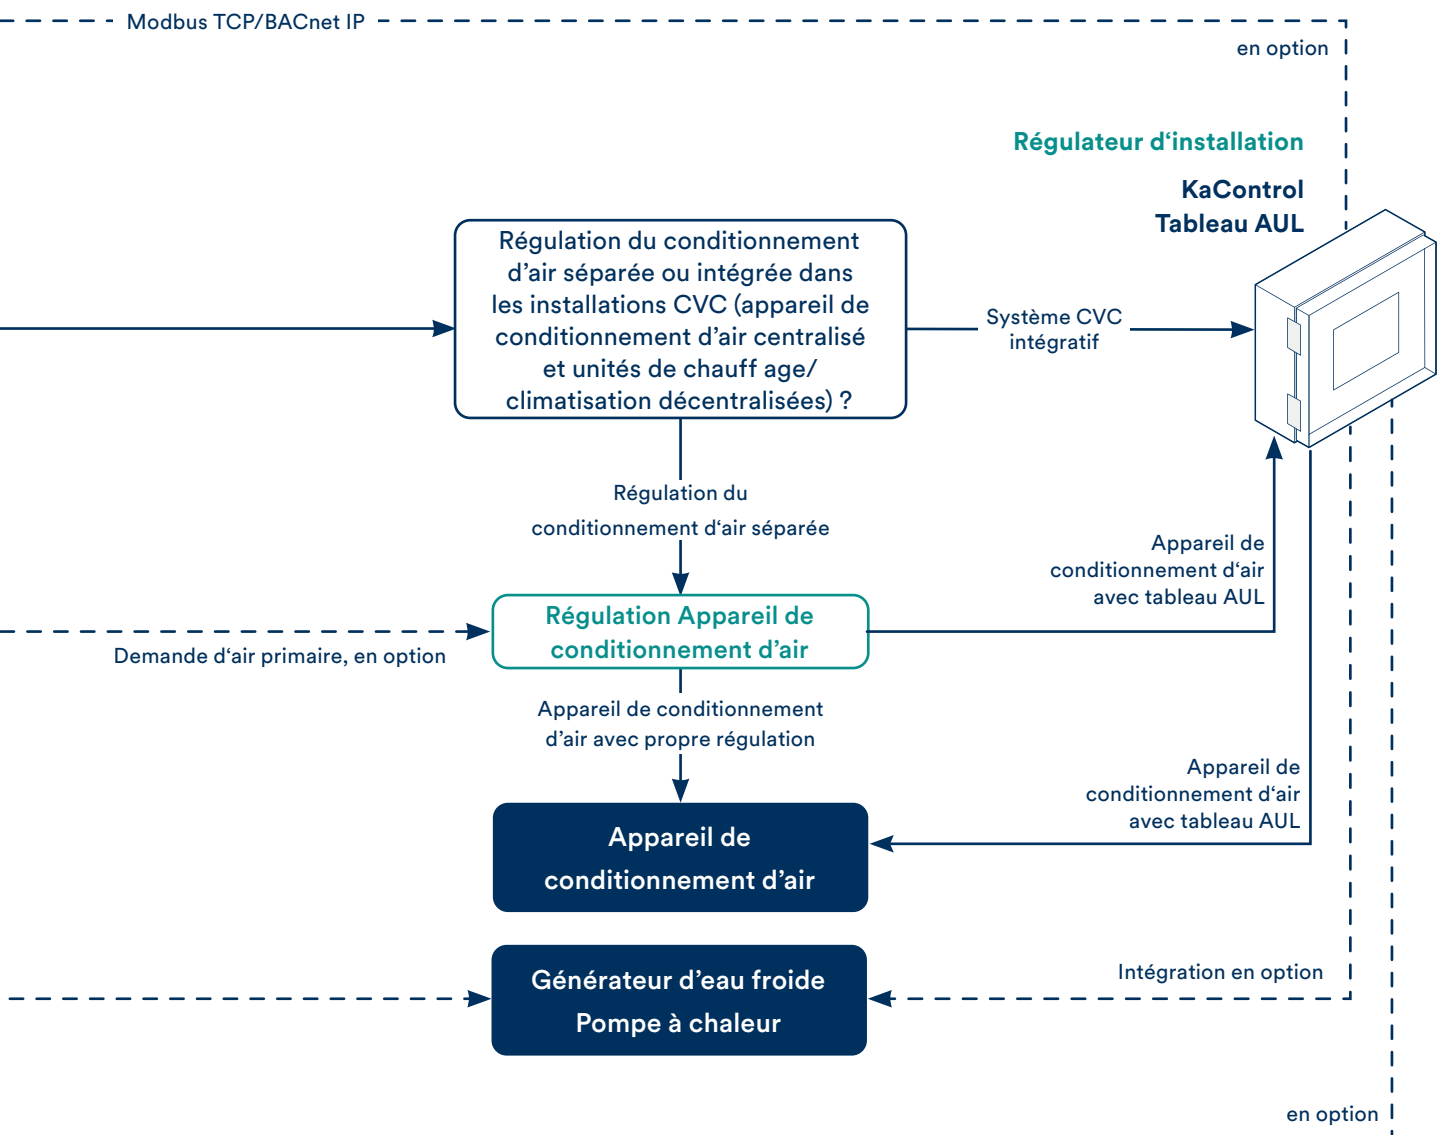 Modbus TCP/BACnet IP
en option
Régulateur d‘installation
KaControl
Tableau AUL
Régulation du conditionnement
d’air séparée ou intégrée dans
les installations CVC (appareil de
conditionnement d’air centralisé
et unités de chauff age/
climatisation décentralisées) ?
Système CVC
intégratif
Régulation du
conditionnement d‘air séparée
Appareil de
conditionnement d‘air
avec tableau AUL
Régulation Appareil de
conditionnement d’air
Demande d‘air primaire, en option
Appareil de conditionnement
d’air avec propre régulation
Appareil de
conditionnement d‘air
avec tableau AUL
Appareil de
conditionnement d’air
Générateur d’eau froide
Pompe à chaleur
Intégration en option
en option